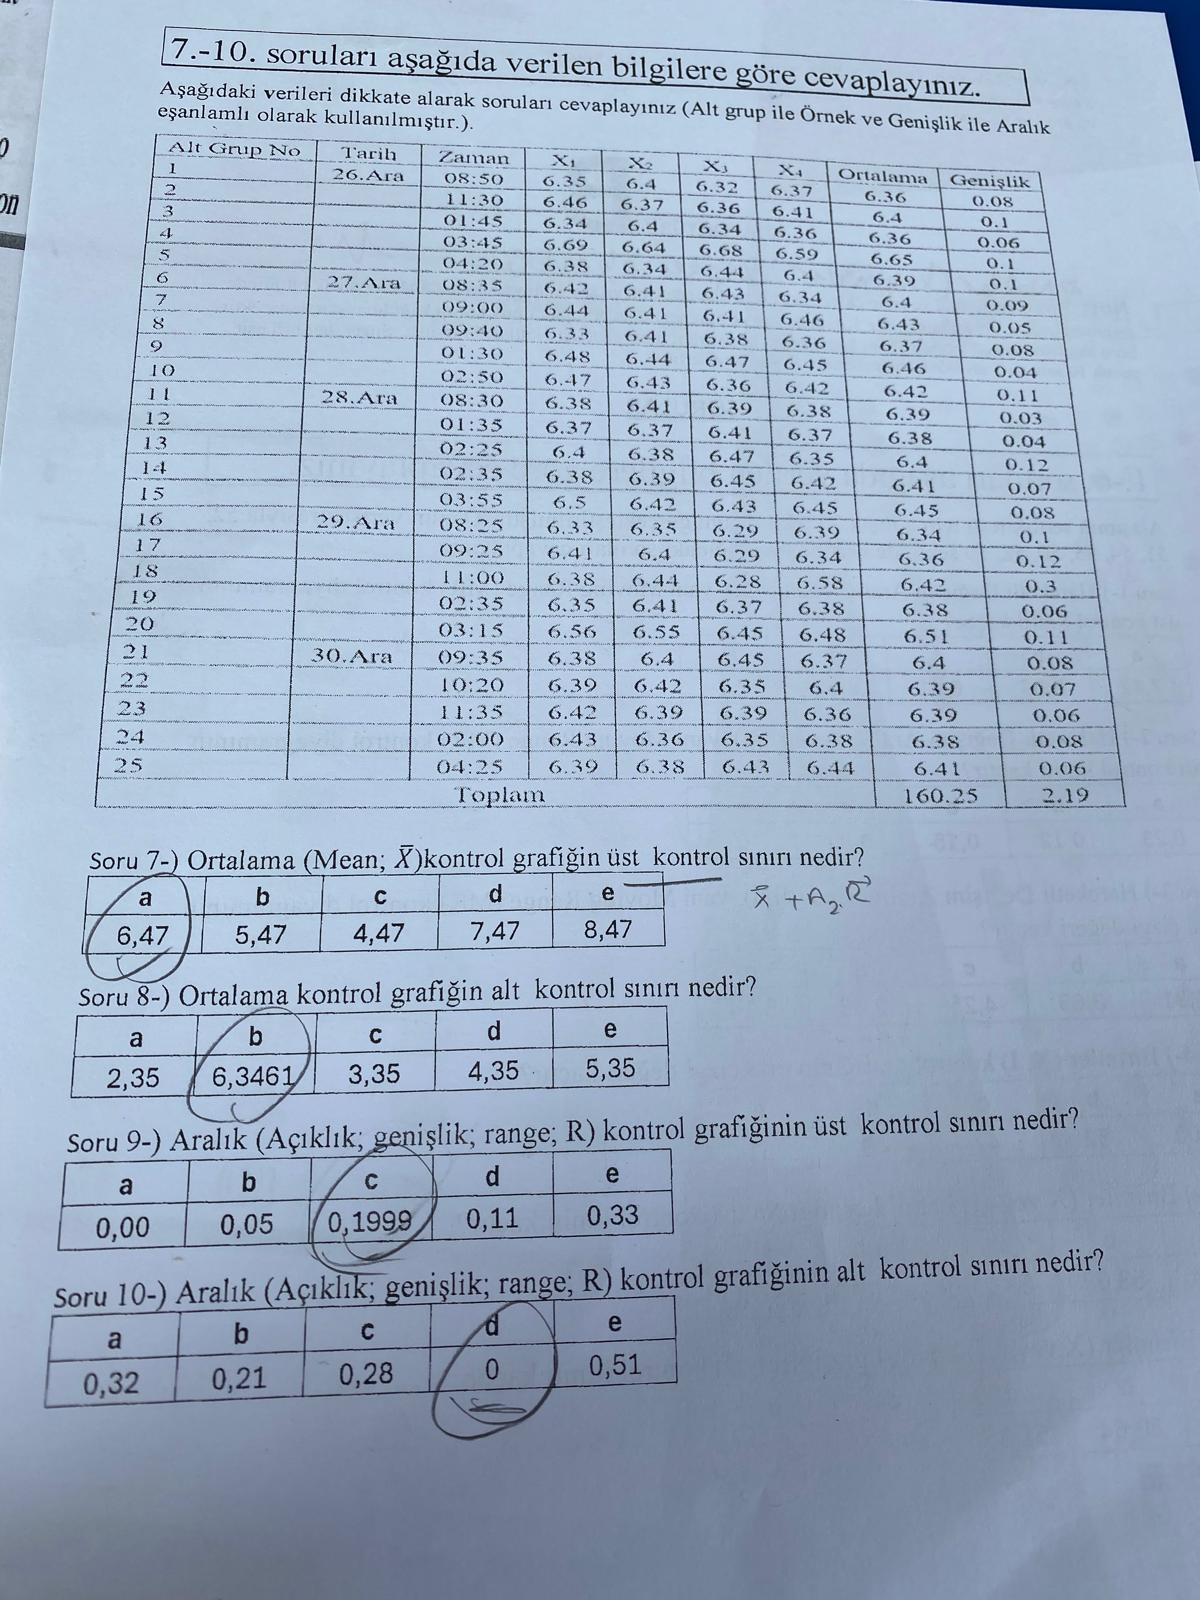 on
7.-10. soruları aşağıda verilen bilgilere göre cevaplayınız.
Aşağıdaki verileri dikkate alarak soruları cevaplayınız (Alt grup ile Örnek ve Genişlik ile Aralık
eşanlamlı olarak kullanılmıştır.).
Alt Grup No Tarih Zaman X1 X2 X3 X4 Ortalama Genişlik
1 26.Ara 08:50 6.35 6.4 6.32 6.37 6.36 0.08
2 11:30 6.46 6.37 6.36 6.41 6.4 0.1
3 01:45 6.34 6.4 6.34 6.36 6.36 0.06
4 03:45 6.69 6.64 6.68 6.59 6.65 0.1
5 04:20 6.38 6.34 6.44 6.4 6.39 0.1
6 27.Ara 08:35 6.42 6.41 6.43 6.34 6.4 0.09
7 09:00 6.44 6.41 6.41 6.46 6.43 0.05
8 09:40 6.33 6.41 6.38 6.36 6.37 0.08
9 01:30 6.48 6.44 6.47 6.45 6.46 0.04
10 02:50 6.47 6.43 6.36 6.42 6.42 0.11
11 28.Ara 08:30 6.38 6.41 6.39 6.38 6.39 0.03
12 01:35 6.37 6.37 6.41 6.37 6.38 0.04
13 02:25 6.4 6.38 6.47 6.35 6.4 0.12
14 02:35 6.38 6.39 6.45 6.42 6.41 0.07
15 03:55 6.5 6.42 6.43 6.45 6.45 0.08
16 29.Ara 08:25 6.33 6.35 6.29 6.39 6.34 0.1
17 09:25 6.41 6.4 6.29 6.34 6.36 0.12
18 11:00 6.38 6.44 6.28 6.58 6.42 0.3
19 02:35 6.35 6.41 6.37 6.38 6.38 0.06
20 03:15 6.56 6.55 6.45 6.48 6.51 0.11
21 30.Ara 09:35 6.38 6.4 6.45 6.37 6.4 0.08
22 10:20 6.39 6.42 6.35 6.4 6.39 0.07
23 11:35 6.42 6.39 6.39 6.36 6.39 0.06
24 02:00 6.43 6.36 6.35 6.38 6.38 0.08
25 04:25 6.39 6.38 6.43 6.44 6.41 0.06
Toplam 160.25 2.19
Soru 7-) Ortalama (Mean; X̄)kontrol grafiğin üst kontrol sınırı nedir?
a b c d e
x̄ + A2.R
6,47 5,47 4,47 7,47 8,47
Soru 8-) Ortalama kontrol grafiğin alt kontrol sınırı nedir?
a b c d e
2,35 6,3461 3,35 4,35 5,35
Soru 9-) Aralık (Açıklık; genişlik; range; R) kontrol grafiğinin üst kontrol sınırı nedir?
a b c d e
0,00 0,05 0,1999 0,11 0,33
Soru 10-) Aralık (Açıklık; genişlik; range; R) kontrol grafiğinin alt kontrol sınırı nedir?
a b c d e
0,32 0,21 0,28 0 0,51